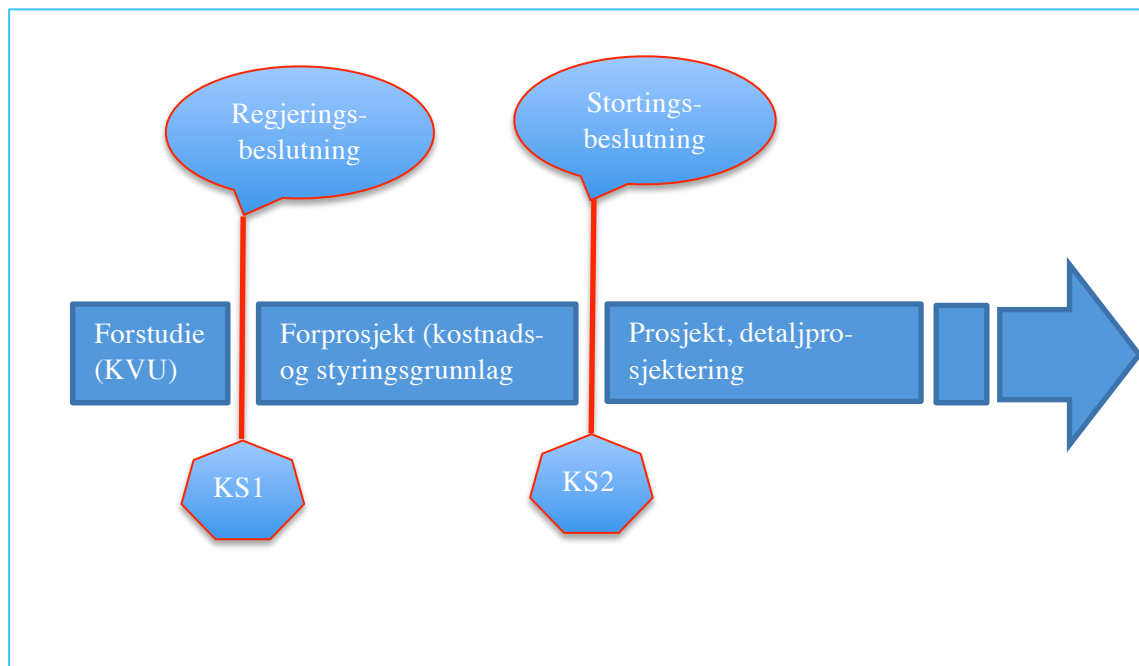 Regjerings-
beslutning
Stortings-
beslutning
Forstudie
(KVU)
Forprosjekt (kostnads-
og styringsgrunnlag
Prosjekt, detaljpro-
sjektering
KS1
KS2